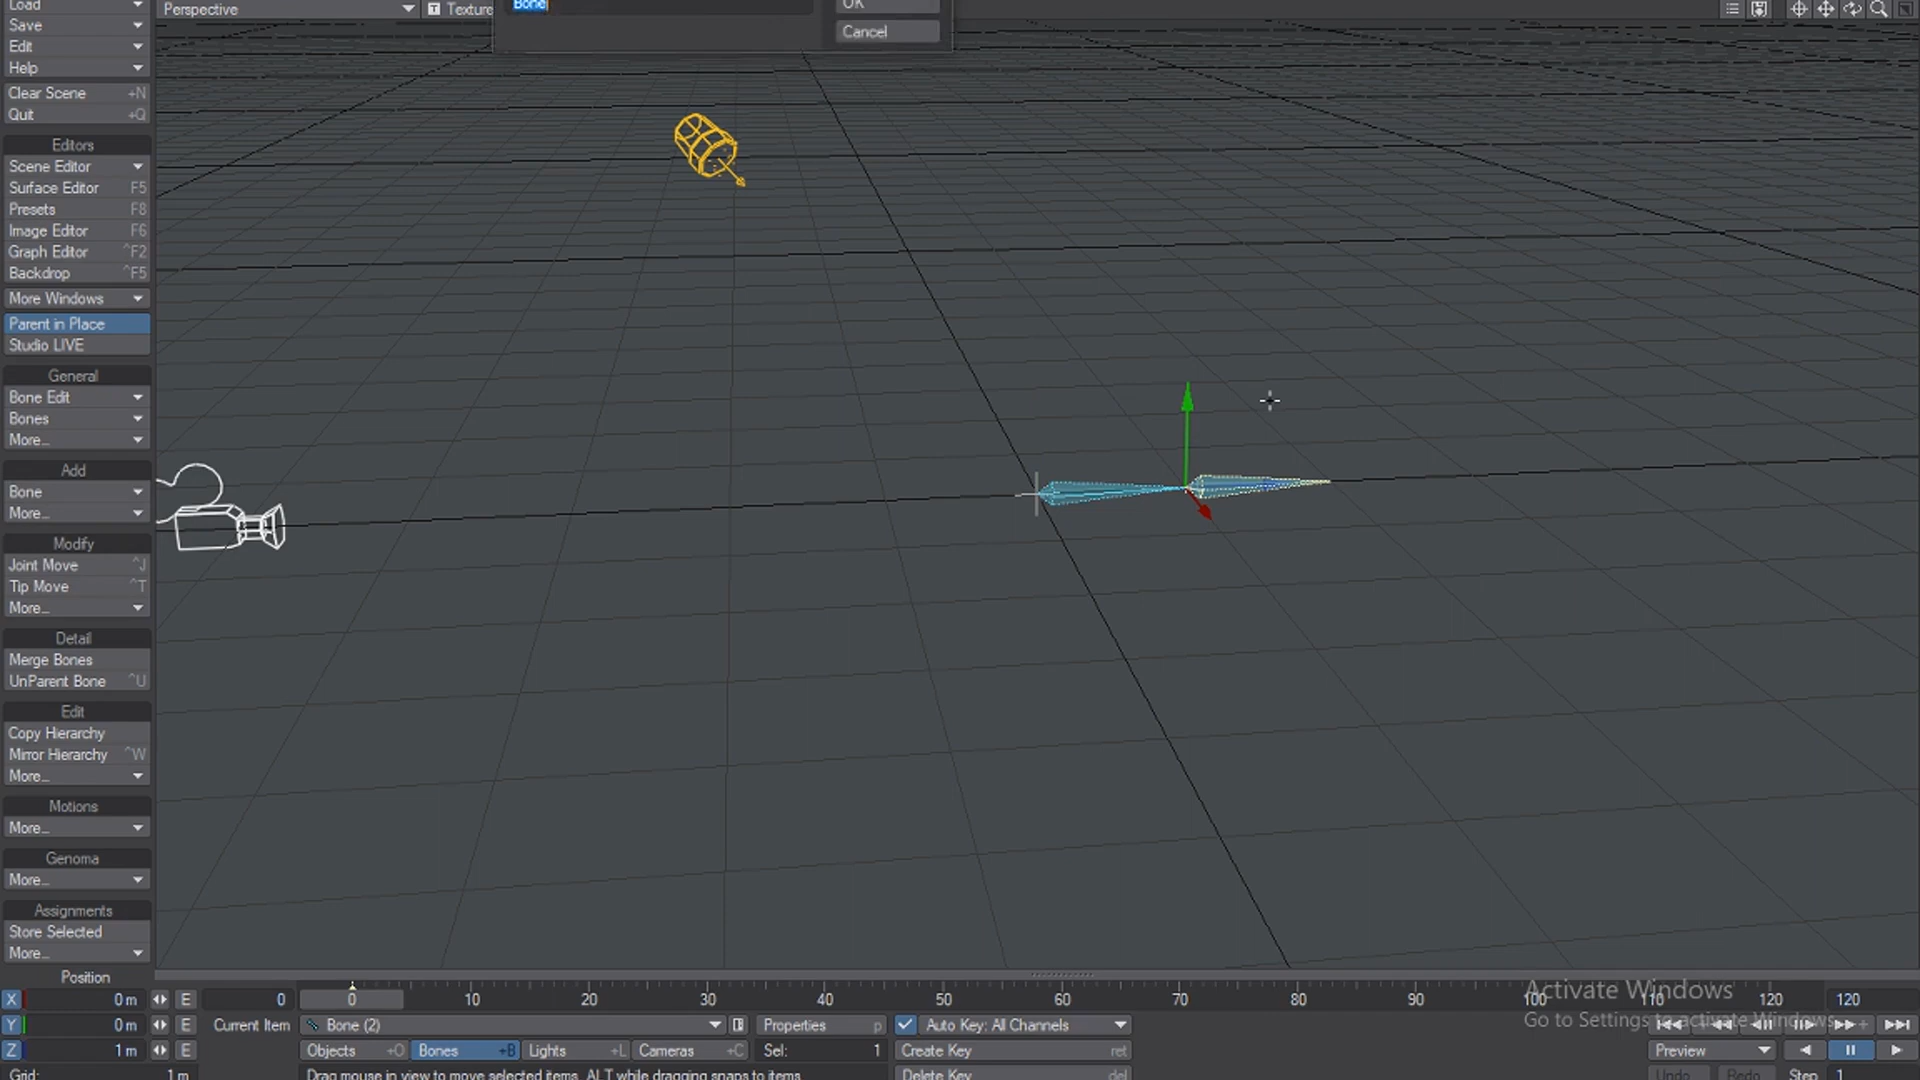 Load
Perspective
Texture
Bone
OK
Save
Cancel
Edit
Help
Clear Scene +N
Quit +Q
Editors
Scene Editor
Surface Editor F5
Presets F8
Image Editor F6
Graph Editor ^F2
Backdrop ^F5
More Windows
Parent in Place
Studio LIVE
General
Bone Edit
Bones
More...
Add
Bone
More...
Modify
Joint Move ^J
Tip Move ^T
More...
Detail
Merge Bones
UnParent Bone ^U
Edit
Copy Hierarchy
Mirror Hierarchy ^W
More...
Motions
More...
Genoma
More...
Assignments
Store Selected
More...
Position
X 0 m E 0 0 10 20 30 40 50 60 70 80 90 100 110 120 120
Activate Windows
Go to Settings to activate Windows.
Y 0 m E Current Item Bone (2) Properties p Auto Key: All Channels
Z 1 m E Objects +O Bones +B Lights +L Cameras +C Sel: 1 Create Key ret Preview
Grid: 1 m Drag mouse in view to move selected items. ALT while dragging snaps to items. Delete Key del Undo Redo Step 1